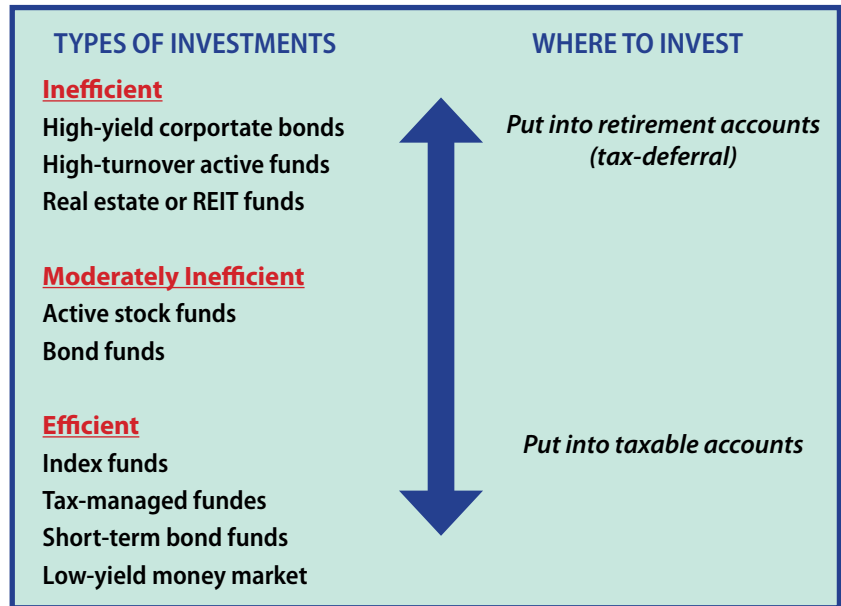 TYPES OF INVESTMENTS
WHERE TO INVEST
Inefficient
High-yield corportate bonds
High-turnover active funds
Real estate or REIT funds
Put into retirement accounts
(tax-deferral)
Moderately Inefficient
Active stock funds
Bond funds
Efficient
Index funds
Tax-managed fundes
Short-term bond funds
Low-yield money market
Put into taxable accounts